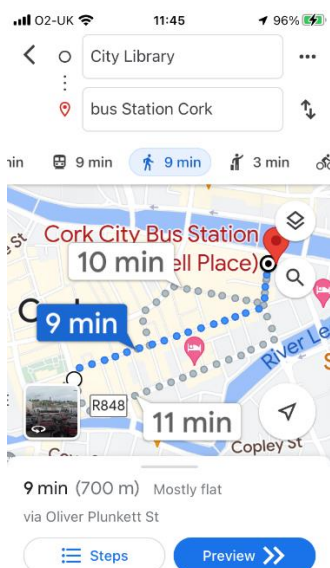 O2-UK 11:45 96%
City Library
bus Station Cork
nin 9 min 9 min 3 min
St
Cork City Bus Station
10 min ell Place)
9 min
River Le
R848
11 min
Copley St
9 min (700 m) Mostly flat
via Oliver Plunkett St
Steps Preview